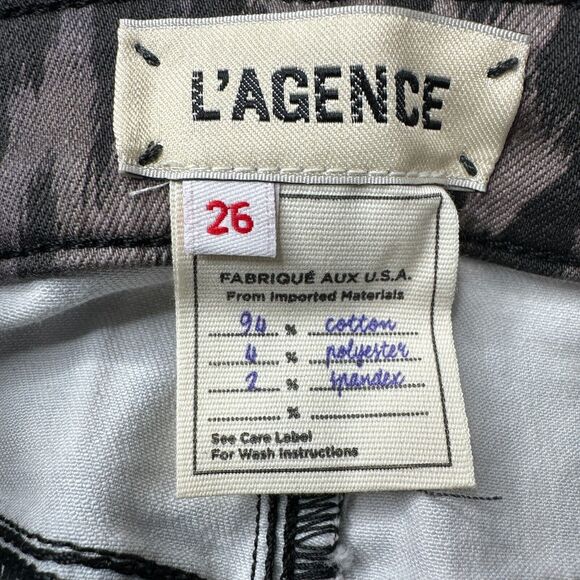 L'AGENCE
26
FABRIQUÉ AUX U.S.A.
From Imported Materials
94 % cotton
4 % polyester
2 % spandex
%
See Care Label
For Wash Instructions